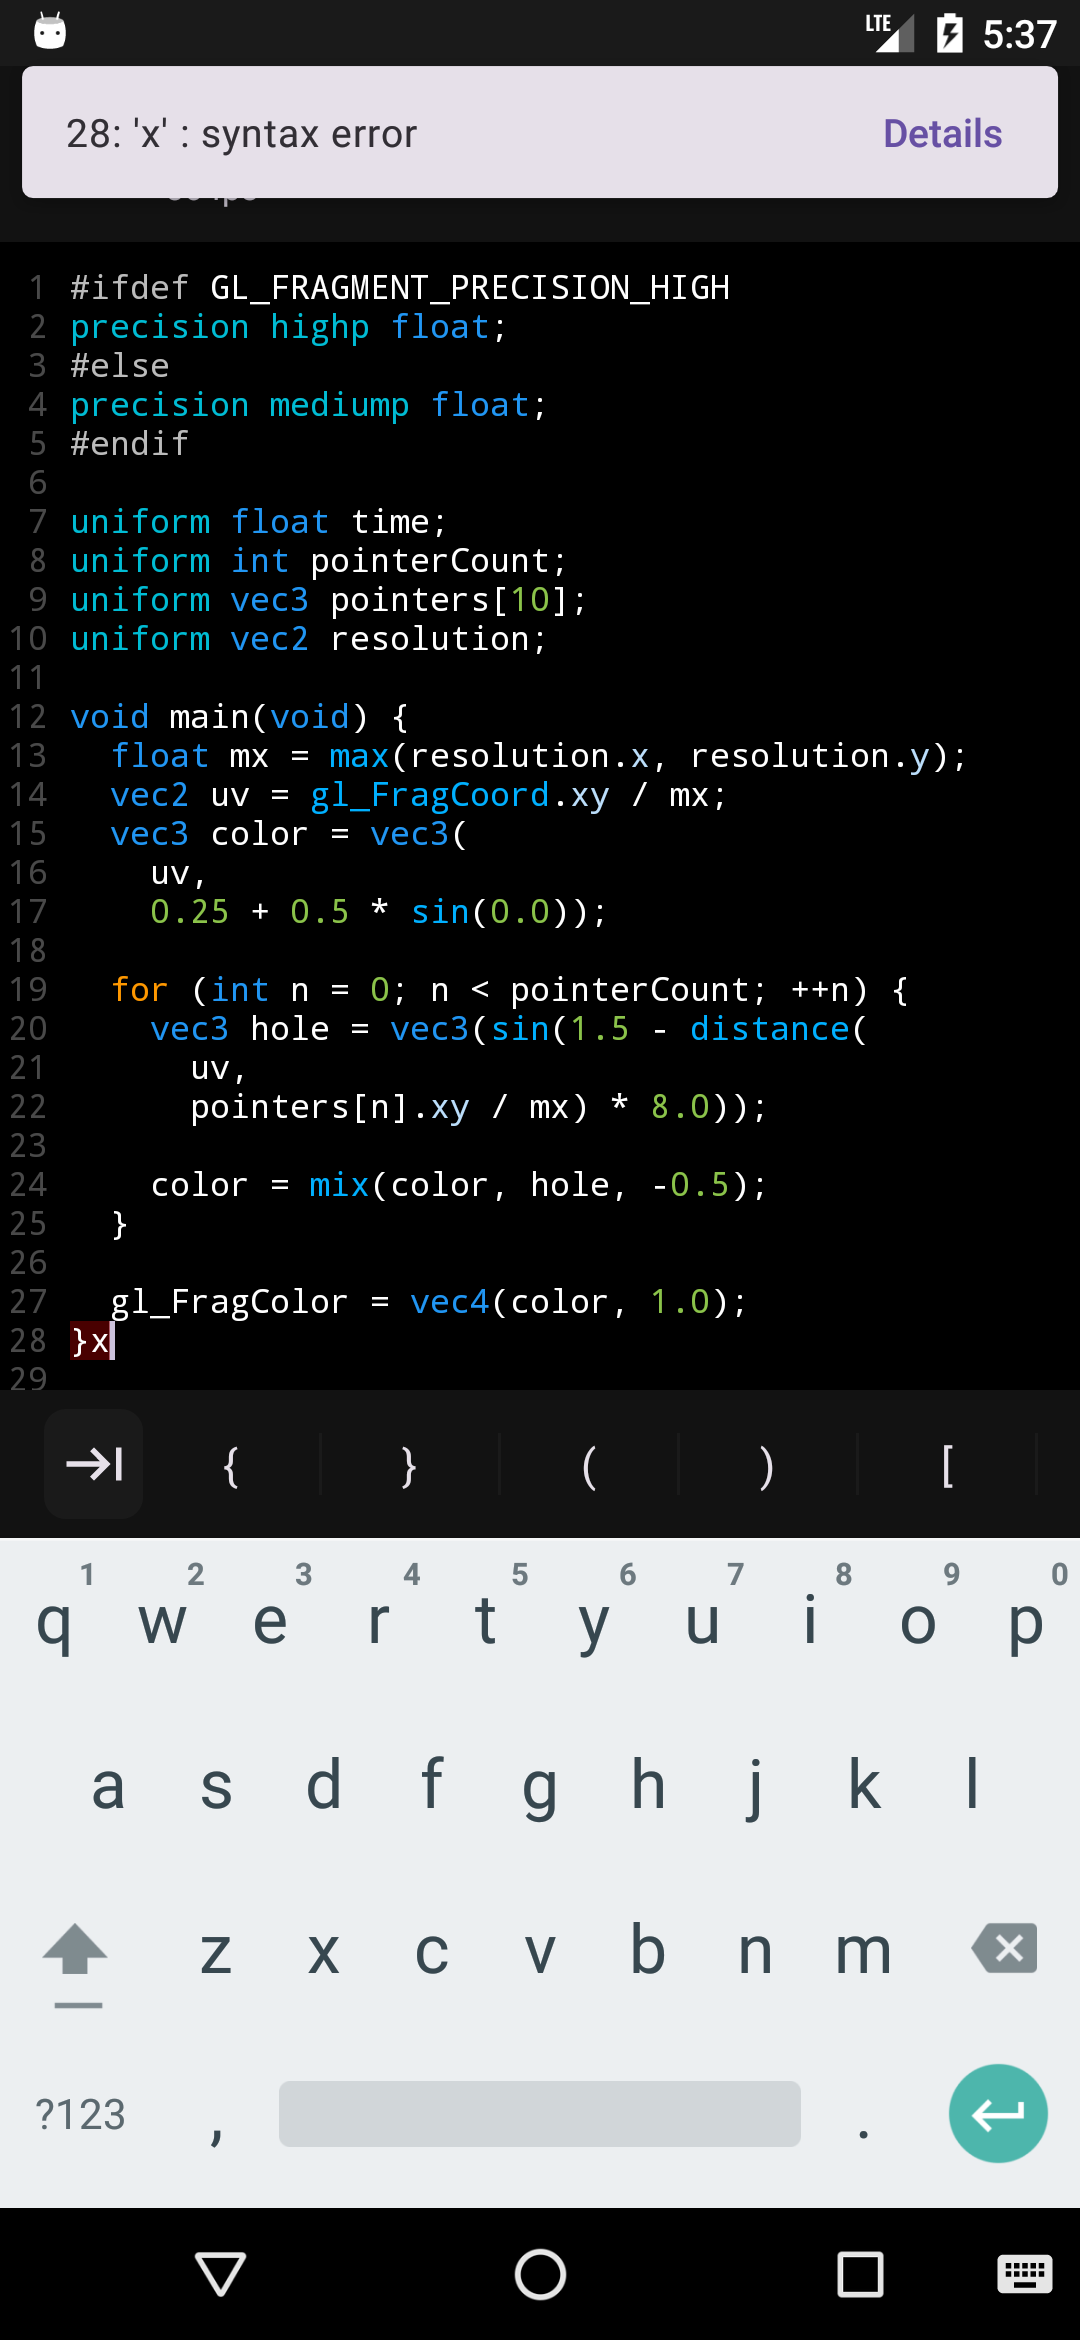 LTE 5:37
28: 'x' : syntax error Details
1 #ifdef GL_FRAGMENT_PRECISION_HIGH
2 precision highp float;
3 #else
4 precision mediump float;
5 #endif
6
7 uniform float time;
8 uniform int pointerCount;
9 uniform vec3 pointers[10];
10 uniform vec2 resolution;
11
12 void main(void) {
13 float mx = max(resolution.x, resolution.y);
14 vec2 uv = gl_FragCoord.xy / mx;
15 vec3 color = vec3(
16 uv,
17 0.25 + 0.5 * sin(0.0));
18
19 for (int n = 0; n < pointerCount; ++n) {
20 vec3 hole = vec3(sin(1.5 - distance(
21 uv,
22 pointers[n].xy / mx) * 8.0));
23
24 color = mix(color, hole, -0.5);
25 }
26
27 gl_FragColor = vec4(color, 1.0);
28 }x
29
{ } ( ) [
1 2 3 4 5 6 7 8 9 0
q w e r t y u i o p
a s d f g h j k l
z x c v b n m
?123 , .